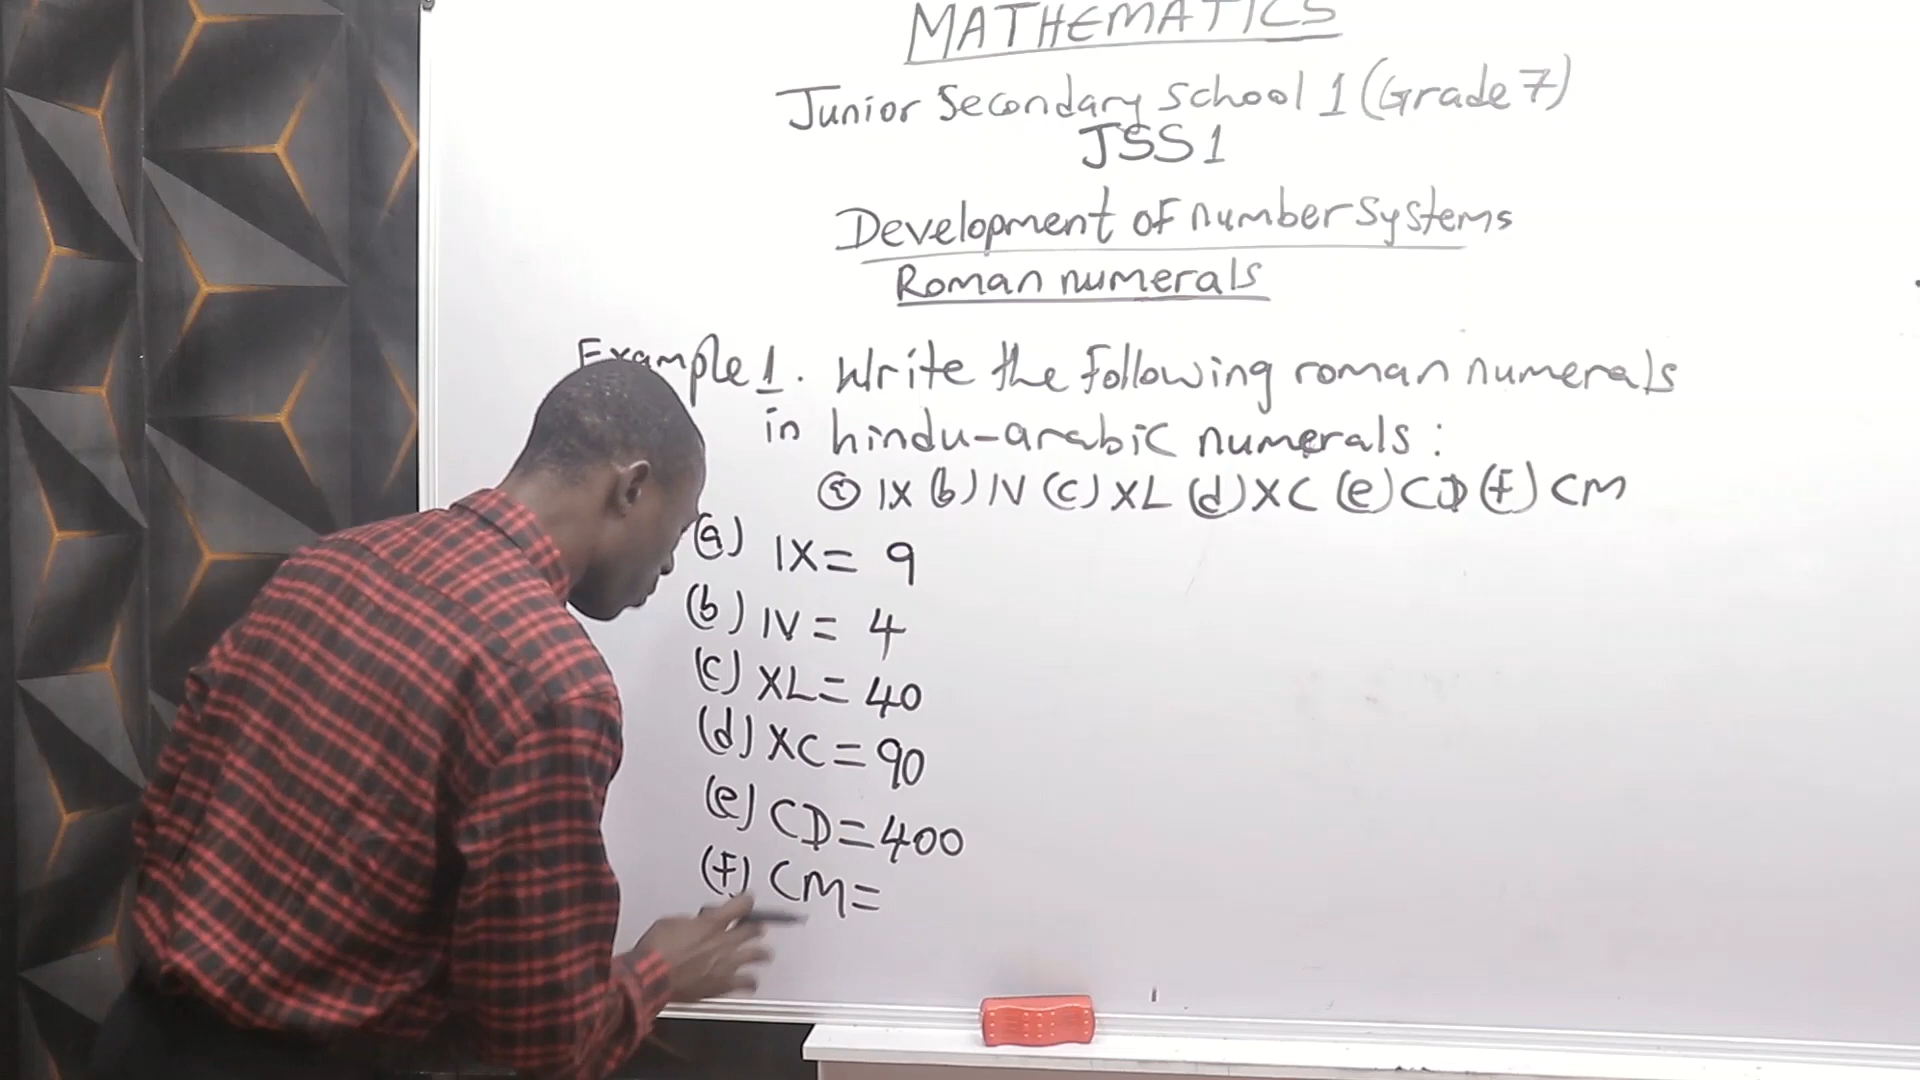 MATHEMATICS
Junior Secondary School 1 (Grade 7)
JSS1
Development of number systems
Roman numerals
Example 1. Write the following roman numerals
in hindu-arabic numerals:
(a) IX (b) IV (c) XL (d) XC (e) CD (f) CM
(a) IX = 9
(b) IV = 4
(c) XL = 40
(d) XC = 90
(e) CD = 400
(f) CM =